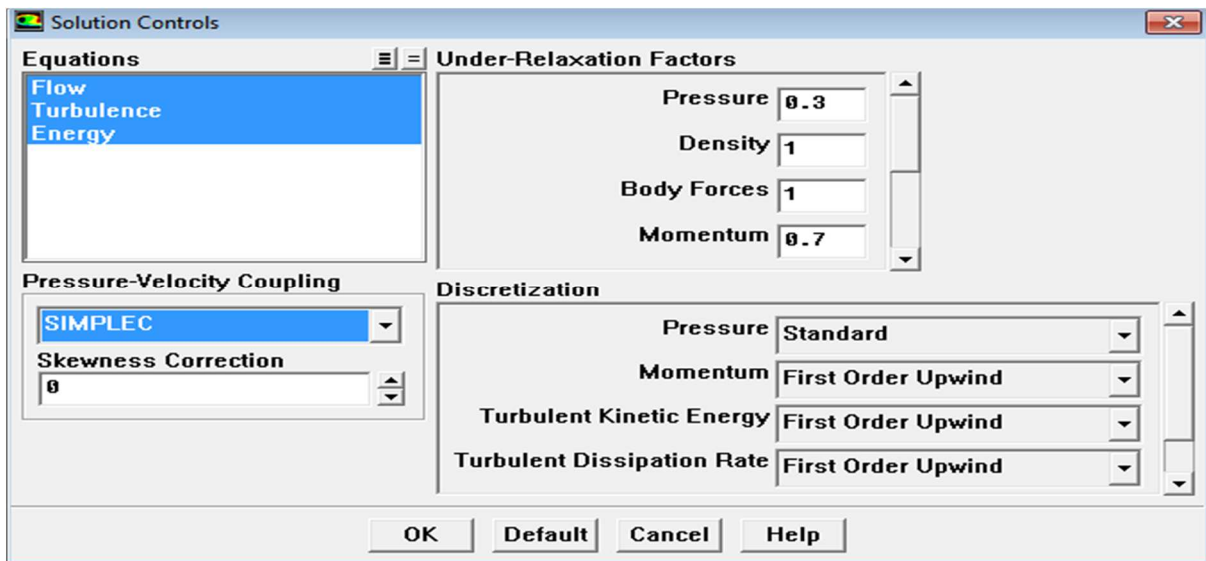 Solution Controls
Equations
Flow
Turbulence
Energy
Under-Relaxation Factors
Pressure 0.3
Density 1
Body Forces 1
Momentum 0.7
Pressure-Velocity Coupling
SIMPLEC
Skewness Correction
0
Discretization
Pressure Standard
Momentum First Order Upwind
Turbulent Kinetic Energy First Order Upwind
Turbulent Dissipation Rate First Order Upwind
OK Default Cancel Help